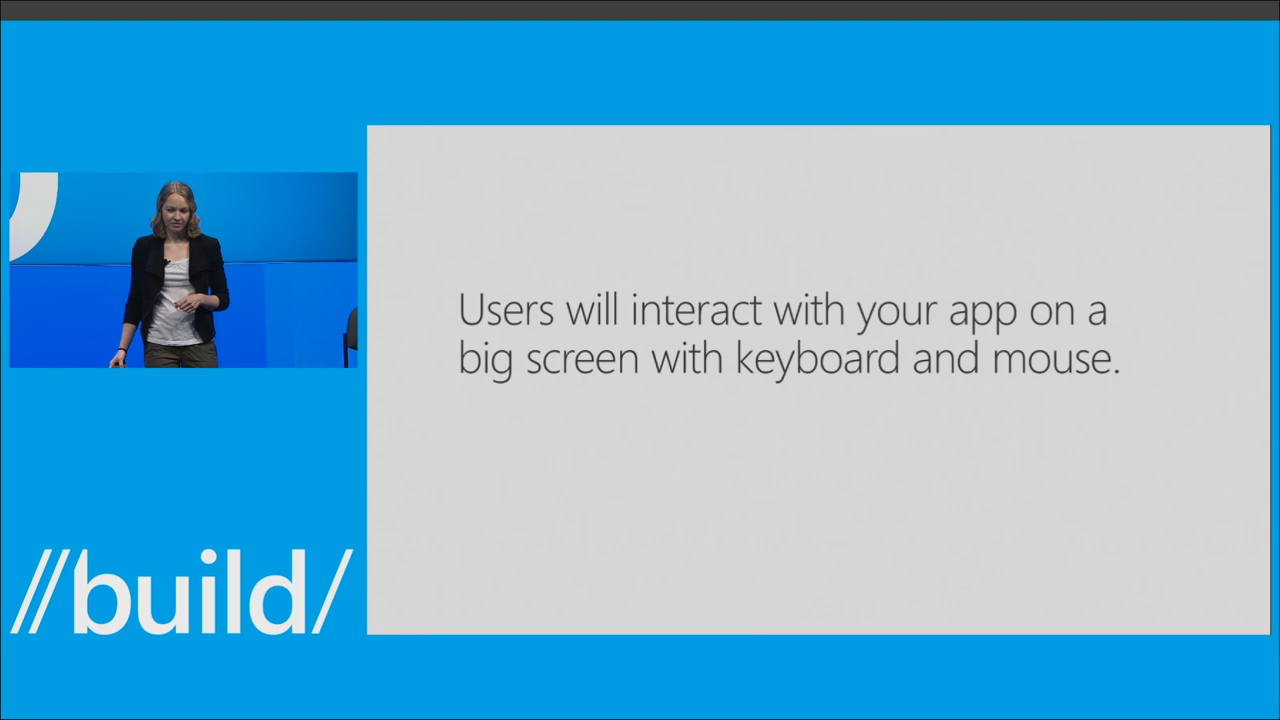 Users will interact with your app on a
big screen with keyboard and mouse.
//build/